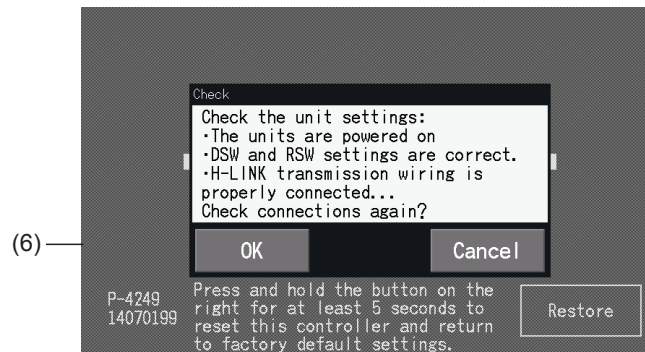 Check
Check the unit settings:
・The units are powered on
・DSW and RSW settings are correct.
・H-LINK transmission wiring is
properly connected...
Check connections again?
(6)
OK
Cancel
P-4249
14070199
Press and hold the button on the
right for at least 5 seconds to
reset this controller and return
to factory default settings.
Restore